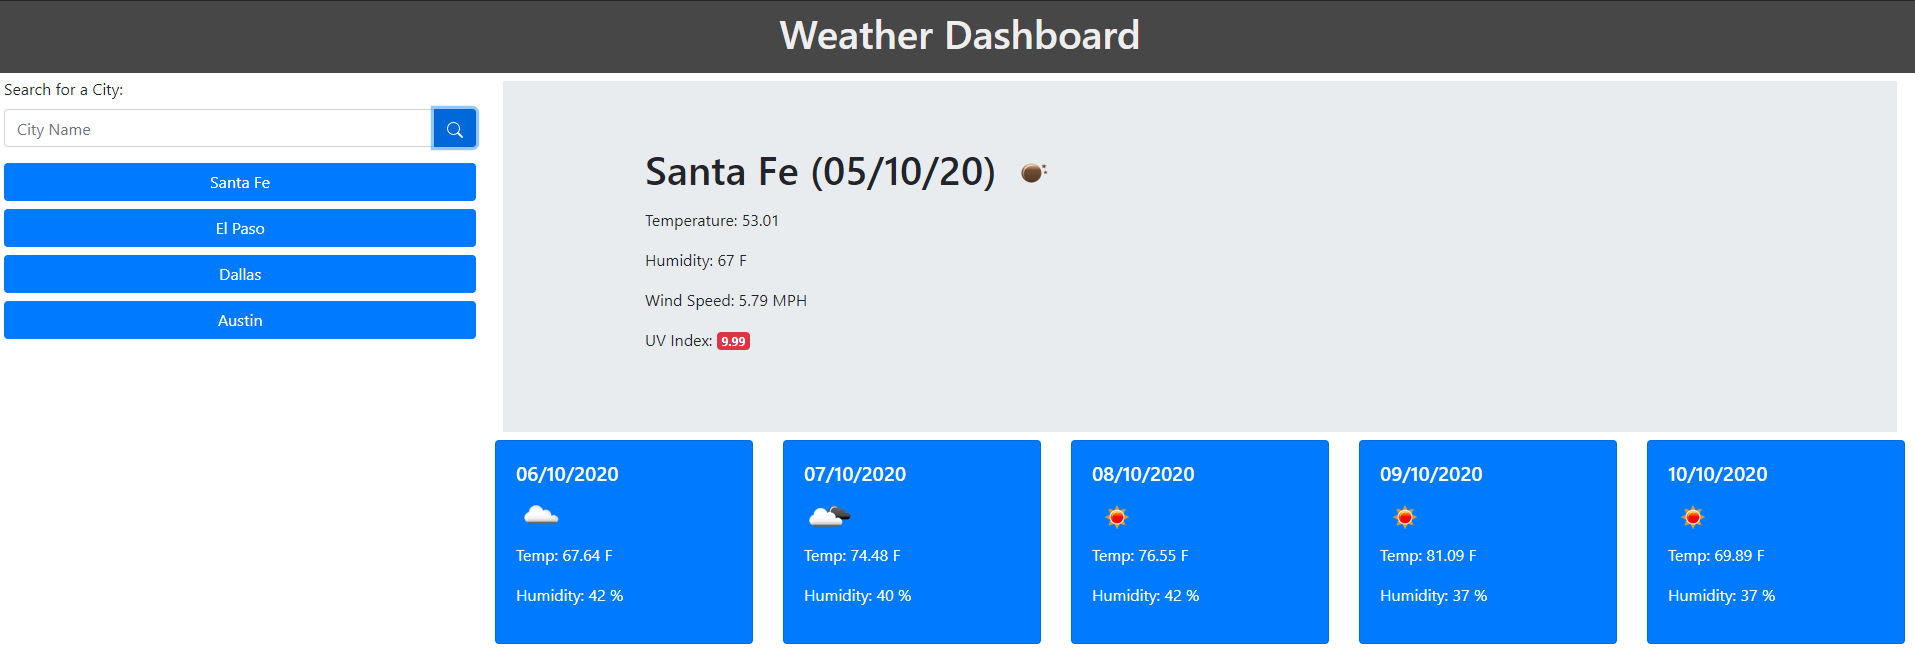 Weather Dashboard
Search for a City:
City Name
Santa Fe
El Paso
Dallas
Austin
Santa Fe (05/10/20)
Temperature: 53.01
Humidity: 67 F
Wind Speed: 5.79 MPH
UV Index: 9.99
06/10/2020
Temp: 67.64 F
Humidity: 42 %
07/10/2020
Temp: 74.48 F
Humidity: 40 %
08/10/2020
Temp: 76.55 F
Humidity: 42 %
09/10/2020
Temp: 81.09 F
Humidity: 37 %
10/10/2020
Temp: 69.89 F
Humidity: 37 %